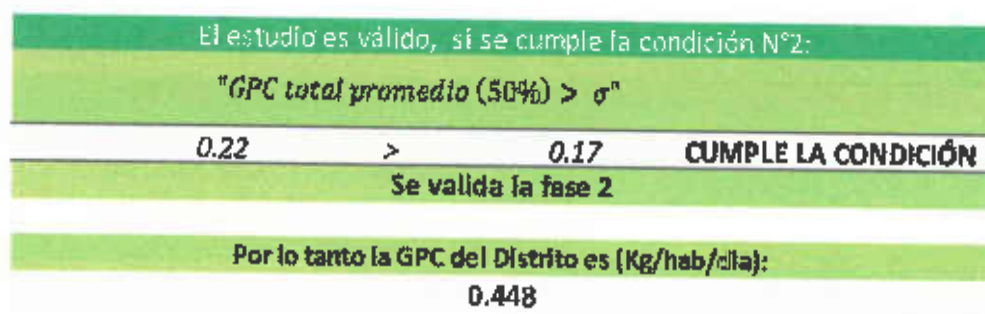 El estudio es válido, si se cumple la condición N°2:
"GPC total promedio (50%) > σ"
0.22 > 0.17 CUMPLE LA CONDICIÓN
Se valida la fase 2
Por lo tanto la GPC del Distrito es (Kg/hab/dia):
0.448